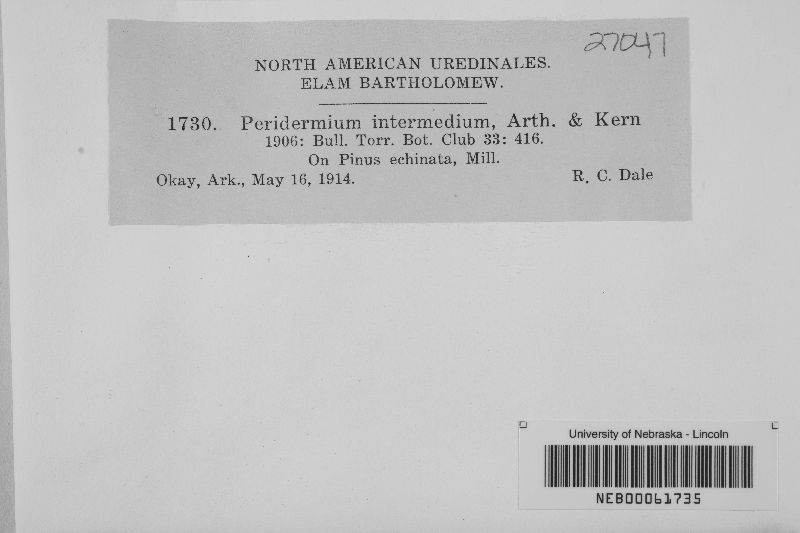 27047
NORTH AMERICAN UREDINALES.
ELAM BARTHOLOMEW.
1730. Peridermium intermedium, Arth. & Kern
1906: Bull. Torr. Bot. Club 33: 416.
On Pinus echinata, Mill.
Okay, Ark., May 16, 1914. R. C. Dale
University of Nebraska - Lincoln
NEB00061735